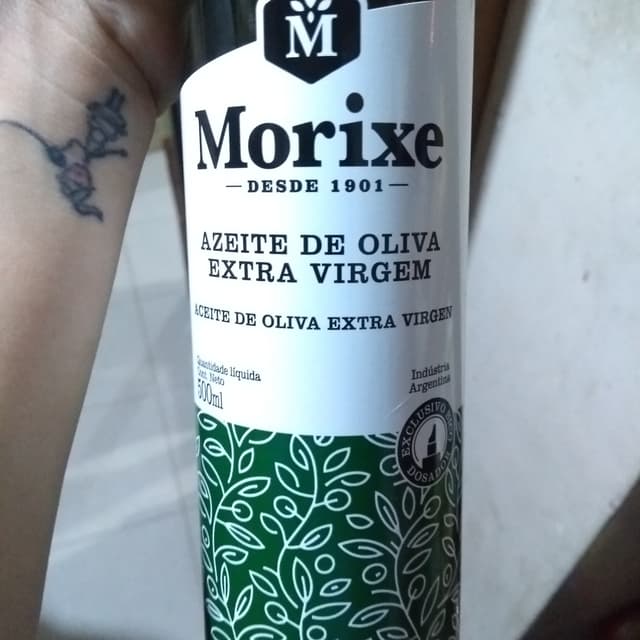 M
Morixe
DESDE 1901
AZEITE DE OLIVA
EXTRA VIRGEM
ACEITE DE OLIVA EXTRA VIRGEN
Quantidade líquida
Cont. Neto
500ml
Indústria
Argentina
EXCLUSIVO
DOSADOR